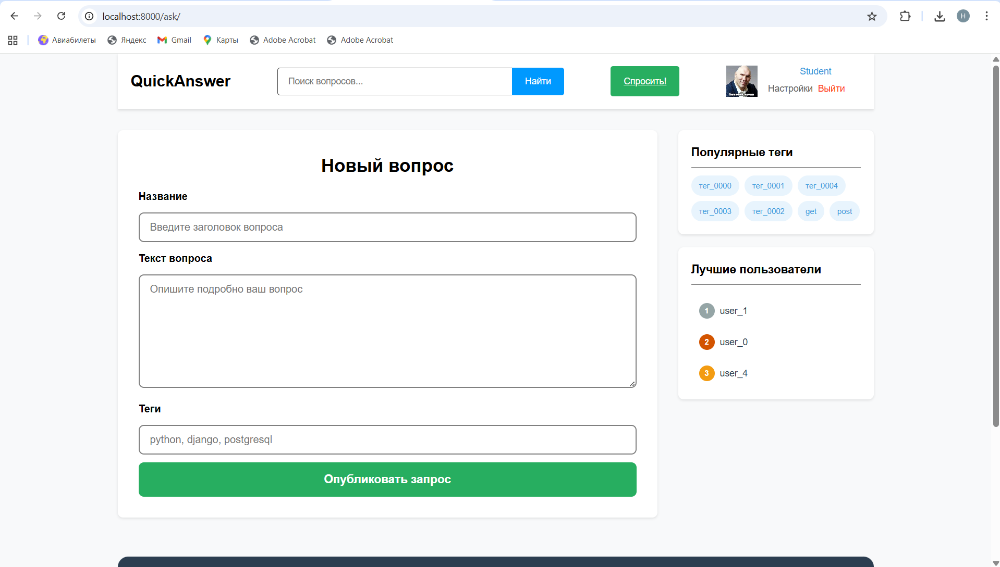 localhost:8000/ask/
H
Авиабилеты Яндекс Gmail Карты Adobe Acrobat Adobe Acrobat
QuickAnswer
Поиск вопросов...
Найти
Спросить!
Student
Настройки Выйти
Новый вопрос
Название
Введите заголовок вопроса
Текст вопроса
Опишите подробно ваш вопрос
Теги
python, django, postgresql
Опубликовать запрос
Популярные теги
тег_0000 тег_0001 тег_0004
тег_0003 тег_0002 get post
Лучшие пользователи
1 user_1
2 user_0
3 user_4